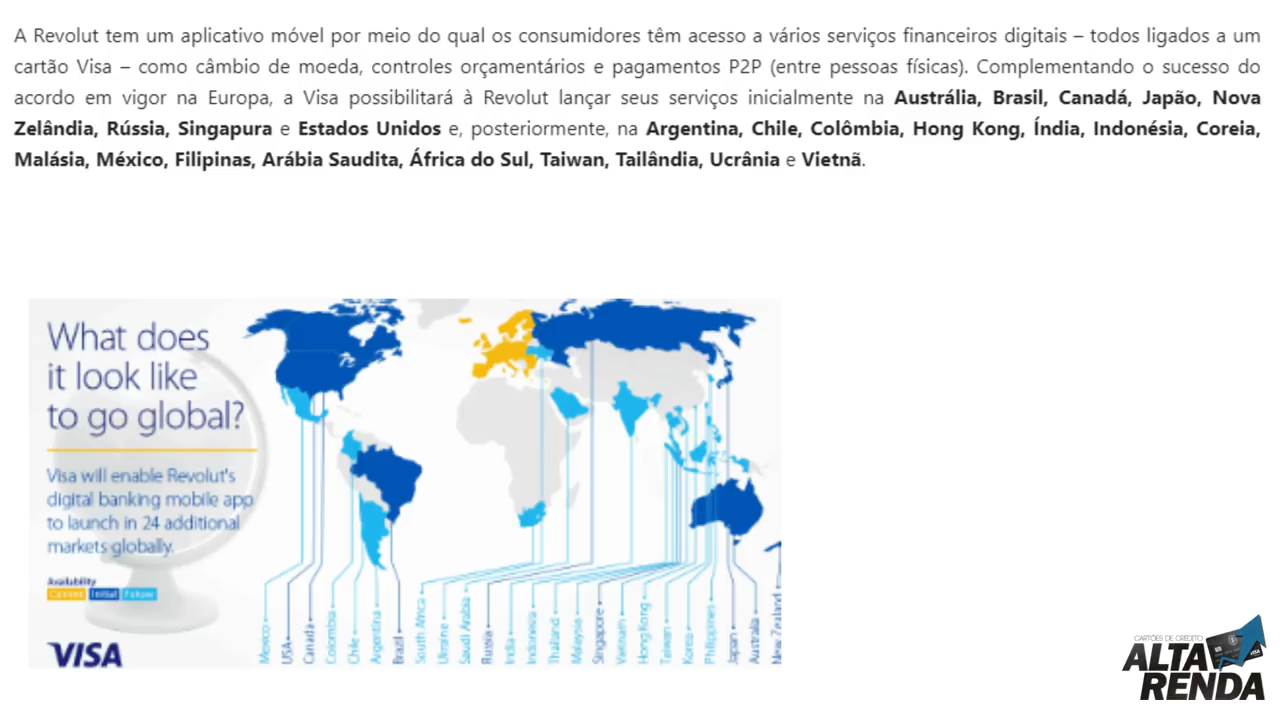 A Revolut tem um aplicativo móvel por meio do qual os consumidores têm acesso a vários serviços financeiros digitais – todos ligados a um
cartão Visa – como câmbio de moeda, controles orçamentários e pagamentos P2P (entre pessoas físicas). Complementando o sucesso do
acordo em vigor na Europa, a Visa possibilitará à Revolut lançar seus serviços inicialmente na Austrália, Brasil, Canadá, Japão, Nova
Zelândia, Rússia, Singapura e Estados Unidos e, posteriormente, na Argentina, Chile, Colômbia, Hong Kong, Índia, Indonésia, Coreia,
Malásia, México, Filipinas, Arábia Saudita, África do Sul, Taiwan, Tailândia, Ucrânia e Vietnã.
What does
it look like
to go global?
Visa will enable Revolut's
digital banking mobile app
to launch in 24 additional
markets globally.
Availability
Current
Initial
Future
VISA
Mexico
USA
Canada
Colombia
Chile
Argentina
Brazil
South Africa
Ukraine
Saudi Arabia
Russia
India
Indonesia
Thailand
Malaysia
Singapore
Vietnam
Hong Kong
Taiwan
Korea
Philippines
Japan
Australia
New Zealand
CARTÕES DE CRÉDITO
ALTA
RENDA
VISA